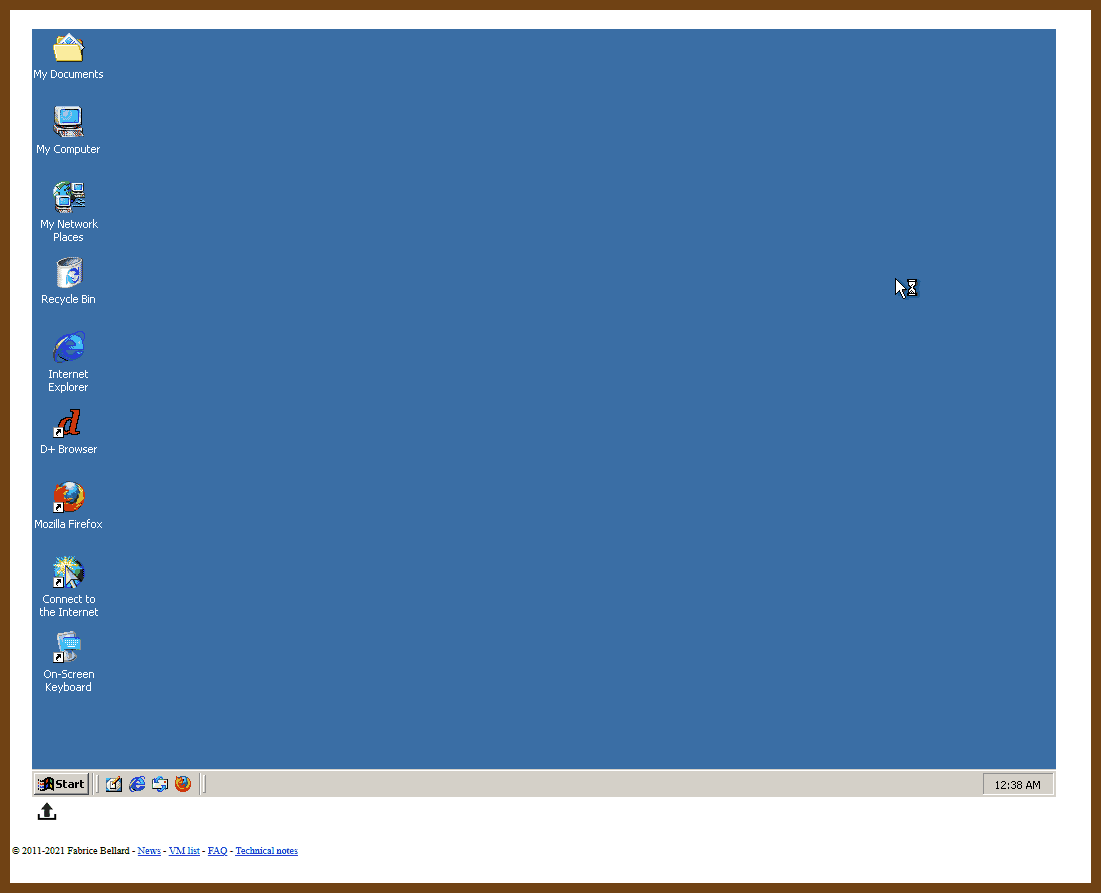 My Documents
My Computer
My Network
Places
Recycle Bin
Internet
Explorer
D+ Browser
Mozilla Firefox
Connect to
the Internet
On-Screen
Keyboard
Start
12:38 AM
© 2011-2021 Fabrice Bellard - News - VM list - FAQ - Technical notes